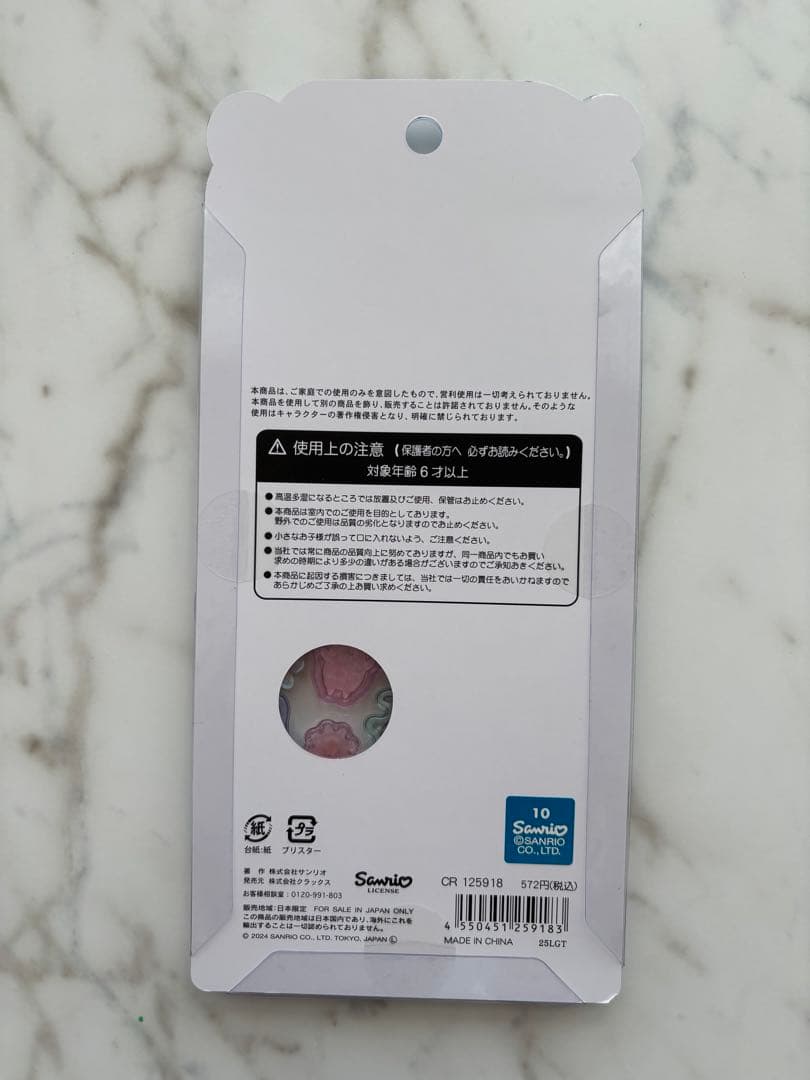 本商品は、ご家庭での使用のみを意図したもので、営利使用は一切考えられておりません。
本商品を使用して別の商品を飾り、販売することは許諾されておりません。そのような
使用はキャラクターの著作権侵害となり、明確に禁じられております。
⚠ 使用上の注意 (保護者の方へ 必ずお読みください。)
対象年齢6才以上
●高温多湿になるところでは放置及びご使用、保管はお止めください。
●本商品は室内でのご使用を目的としております。
野外でのご使用は品質の劣化となりますのでお止めください。
●小さなお子様が誤って口に入れないよう、ご注意ください。
●当社では常に商品の品質向上に努めておりますが、同一商品内でもお買い
求めの時期により多少の違いがある場合がございますのでご承知おきください。
●本商品に起因する損害につきましては、当社では一切の責任をおいかねますので
あらかじめご了承の上お買い求めください。
10
Sanrio
©SANRIO
CO., LTD.
紙
台紙:紙
プラ
ブリスター
著 作 株式会社サンリオ
発売元 株式会社クラックス
お客様相談室:0120-991-803
Sanrio
LICENSE
CR 125918 572円(税込)
販売地域:日本限定 FOR SALE IN JAPAN ONLY
この商品の販売地域は日本国内であり、海外にこれを
輸出することは一切認められておりません。
© 2024 SANRIO CO., LTD. TOKYO, JAPAN Ⓛ
4 550451 259183
MADE IN CHINA 25LGT